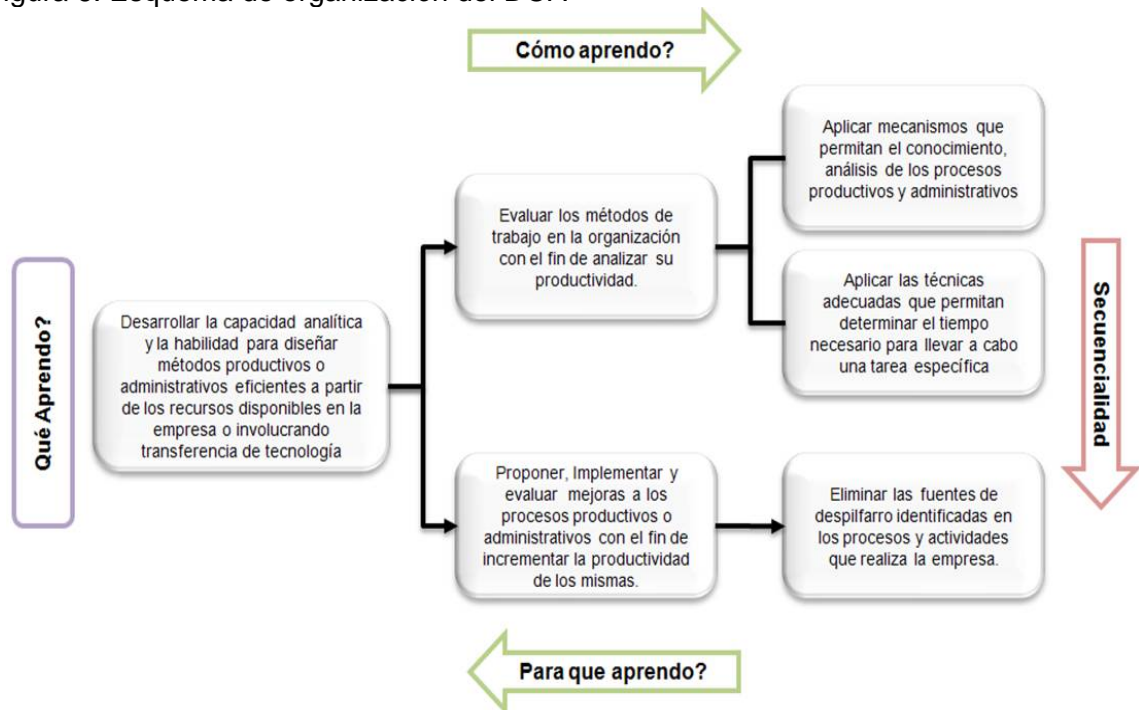 Cómo aprendo?
Qué Aprendo?
Desarrollar la capacidad analítica
y la habilidad para diseñar
métodos productivos o
administrativos eficientes a partir
de los recursos disponibles en la
empresa o involucrando
transferencia de tecnología
Evaluar los métodos de
trabajo en la organización
con el fin de analizar su
productividad.
Aplicar mecanismos que
permitan el conocimiento,
análisis de los procesos
productivos y administrativos
Aplicar las técnicas
adecuadas que permitan
determinar el tiempo
necesario para llevar a cabo
una tarea específica
Proponer, Implementar y
evaluar mejoras a los
procesos productivos o
administrativos con el fin de
incrementar la productividad
de los mismas.
Eliminar las fuentes de
despilfarro identificadas en
los procesos y actividades
que realiza la empresa.
Secuencialidad
Para que aprendo?